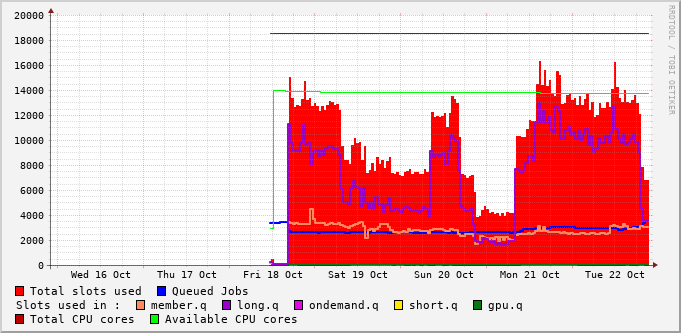 RRDTOOL / TOBI OETIKER
20000
18000
16000
14000
12000
10000
8000
6000
4000
2000
0
Wed 16 Oct Thu 17 Oct Fri 18 Oct Sat 19 Oct Sun 20 Oct Mon 21 Oct Tue 22 Oct
Total slots used Queued Jobs
Slots used in : member.q long.q ondemand.q short.q gpu.q
Total CPU cores Available CPU cores